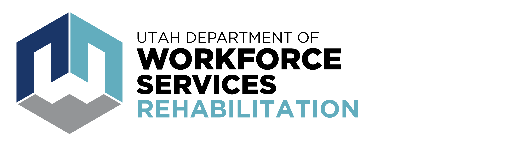 UTAH DEPARTMENT OF
WORKFORCE
SERVICES
REHABILITATION